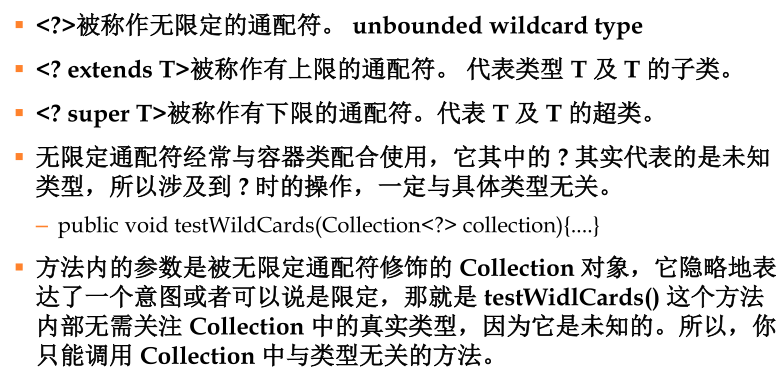 ▪ <?>被称作无限定的通配符。 unbounded wildcard type
▪ <? extends T>被称作有上限的通配符。 代表类型 T 及 T 的子类。
▪ <? super T>被称作有下限的通配符。代表 T 及 T 的超类。
▪ 无限定通配符经常与容器类配合使用，它其中的 ? 其实代表的是未知
类型，所以涉及到 ? 时的操作，一定与具体类型无关。
– public void testWildCards(Collection<?> collection){....}
▪ 方法内的参数是被无限定通配符修饰的 Collection 对象，它隐略地表
达了一个意图或者可以说是限定，那就是 testWidlCards() 这个方法
内部无需关注 Collection 中的真实类型，因为它是未知的。所以，你
只能调用 Collection 中与类型无关的方法。